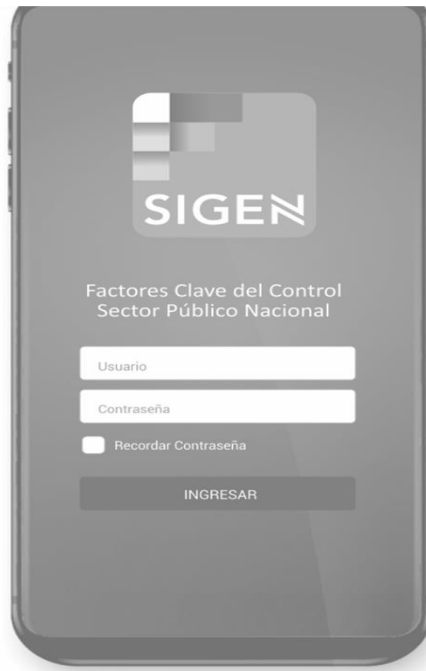 SIGEN
Factores Clave del Control
Sector Público Nacional
Usuario
Contraseña
Recordar Contraseña
INGRESAR